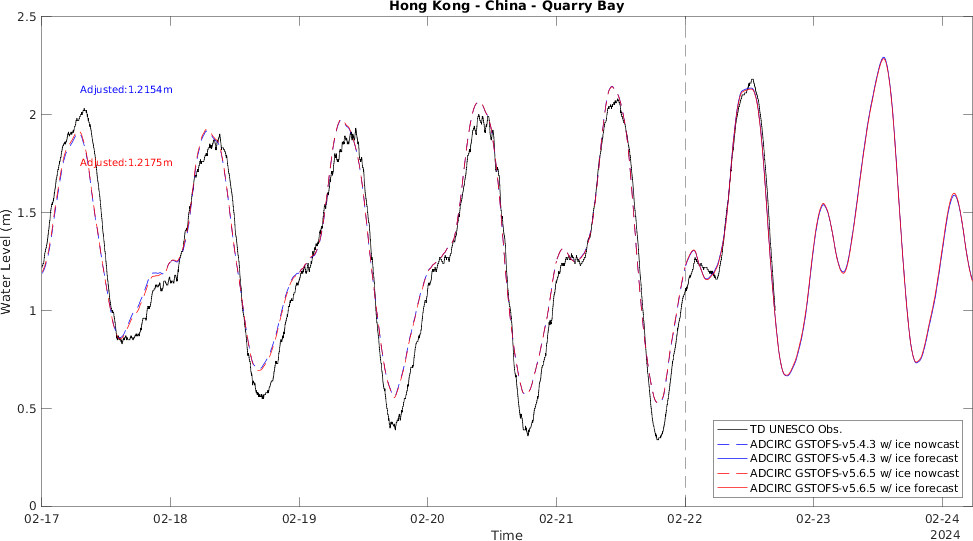 Hong Kong - China - Quarry Bay
2.5
2
1.5
1
0.5
0
Water Level (m)
Adjusted:1.2154m
Adjusted:1.2175m
TD UNESCO Obs.
ADCIRC GSTOFS-v5.4.3 w/ ice nowcast
ADCIRC GSTOFS-v5.4.3 w/ ice forecast
ADCIRC GSTOFS-v5.6.5 w/ ice nowcast
ADCIRC GSTOFS-v5.6.5 w/ ice forecast
02-17 02-18 02-19 02-20 02-21 02-22 02-23 02-24
Time
2024